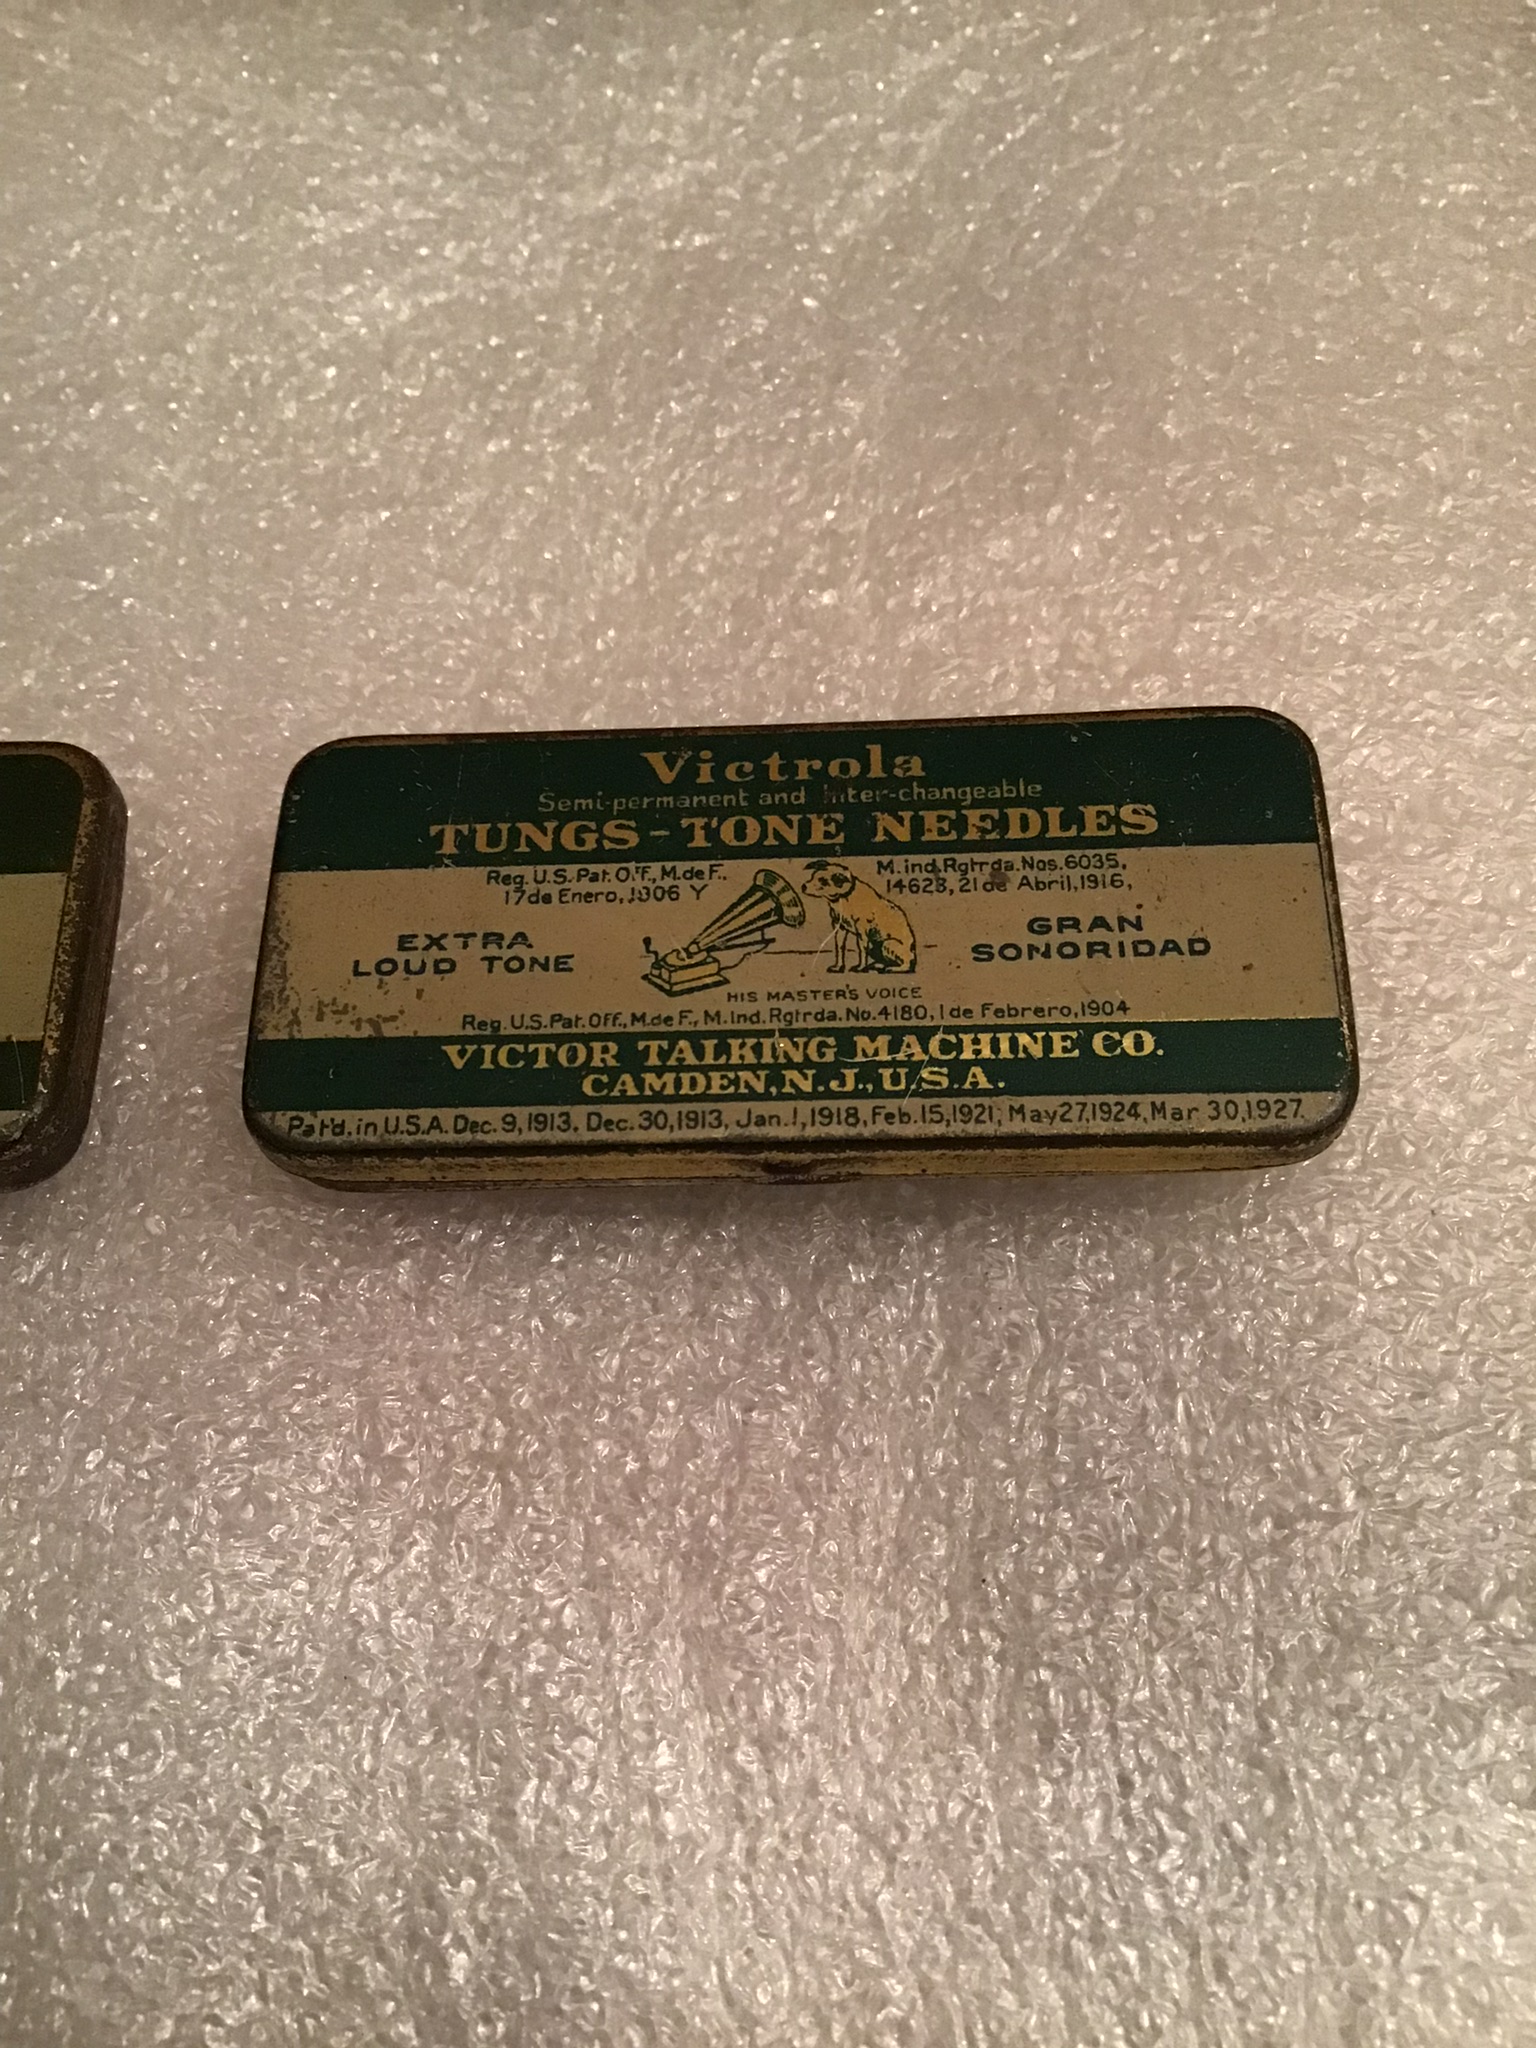 Victrola
Semi-permanent and Inter-changeable
TUNGS-TONE NEEDLES
Reg. U.S. Pat. Off., M. de F.
17 de Enero, 1906 Y
M. ind. Rgtrda. Nos. 6035,
14628, 21 de Abril, 1916,
EXTRA
LOUD TONE
GRAN
SONORIDAD
HIS MASTER'S VOICE
Reg. U.S. Pat. Off., M. de F., M. Ind. Rgtrda. No. 4180, 1 de Febrero, 1904
VICTOR TALKING MACHINE CO.
CAMDEN, N.J., U.S.A.
Pat'd. in U.S.A. Dec. 9, 1913, Dec. 30, 1913, Jan. 1, 1918, Feb. 15, 1921, May 27, 1924, Mar 30, 1927.